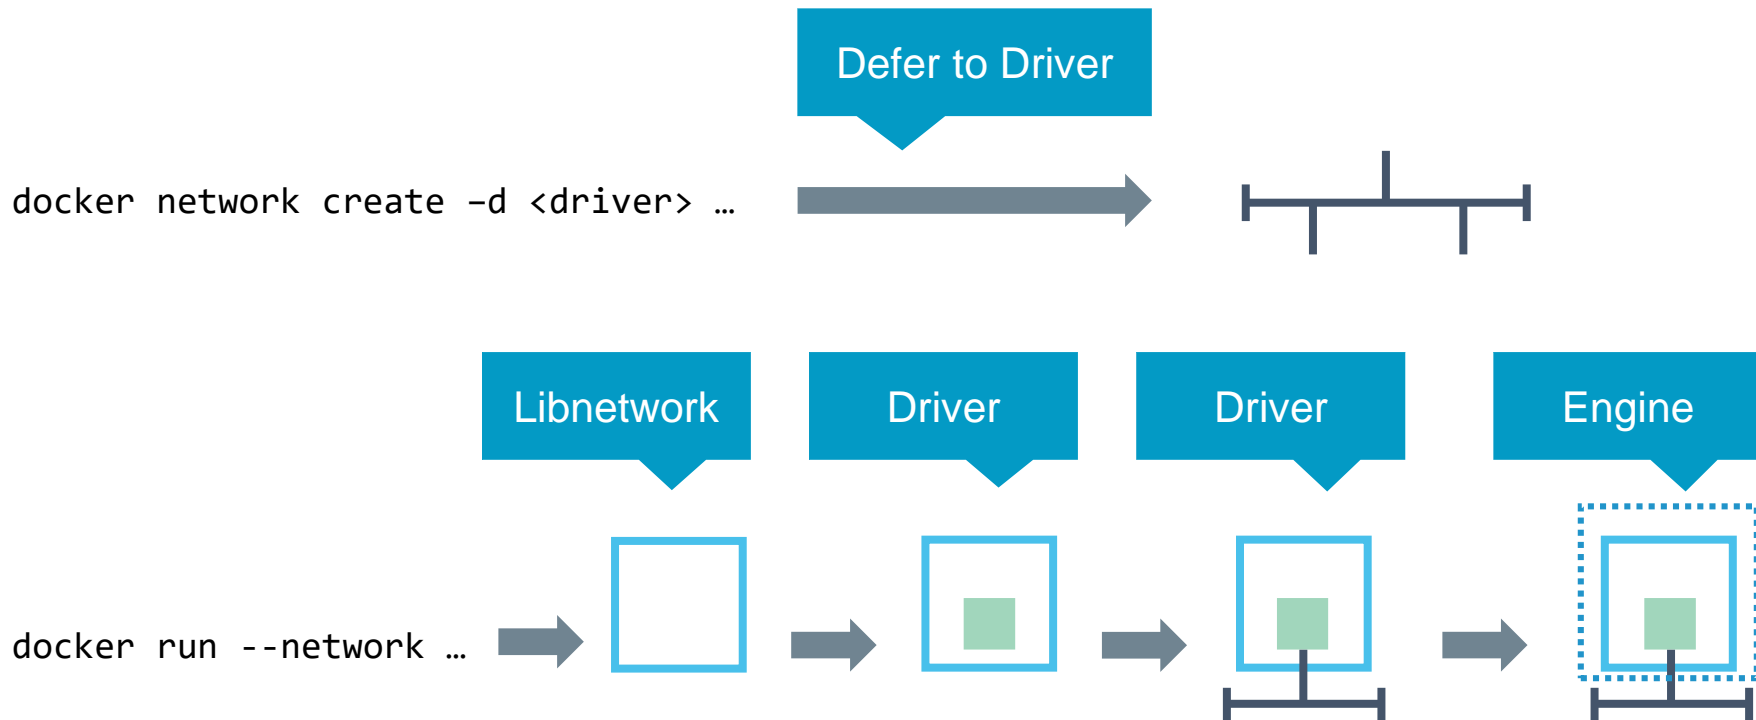 Defer to Driver
docker network create –d <driver> …
Libnetwork
Driver
Driver
Engine
docker run --network …